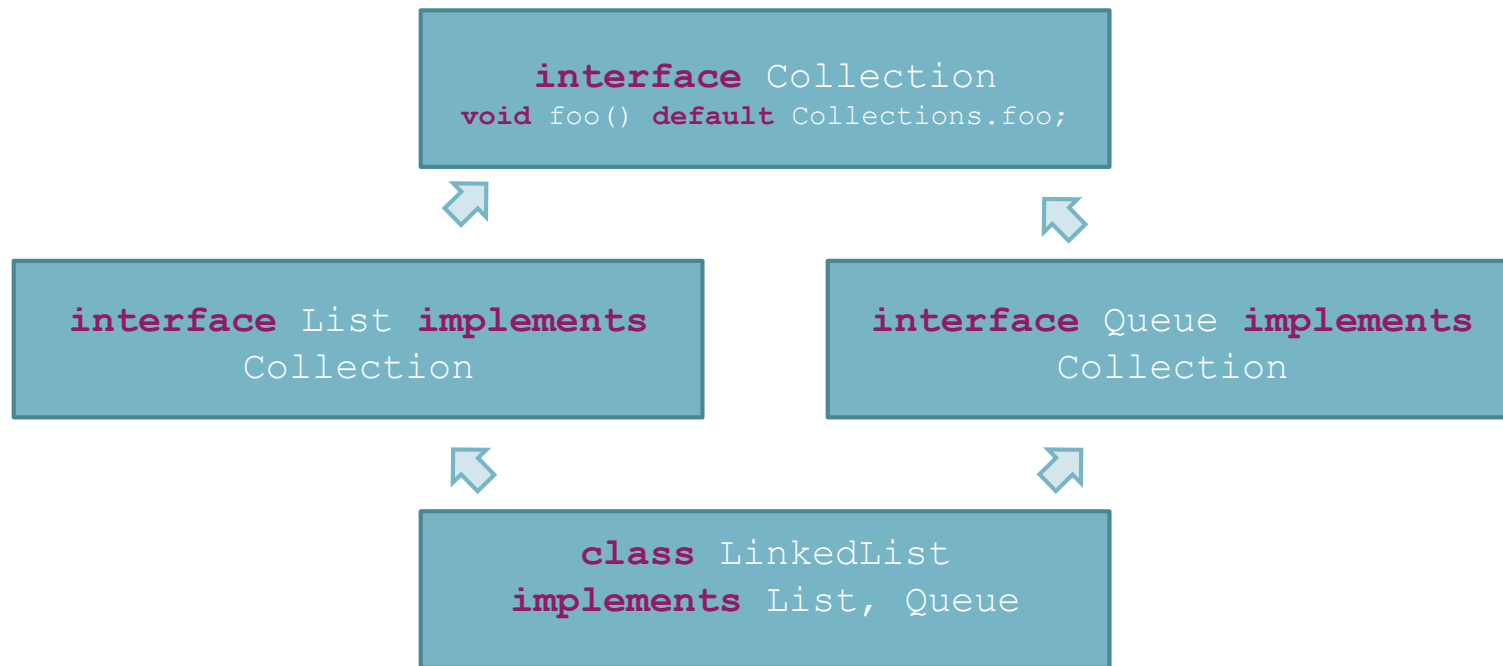 interface Collection
void foo() default Collections.foo;
interface List implements
Collection
interface Queue implements
Collection
class LinkedList
implements List, Queue